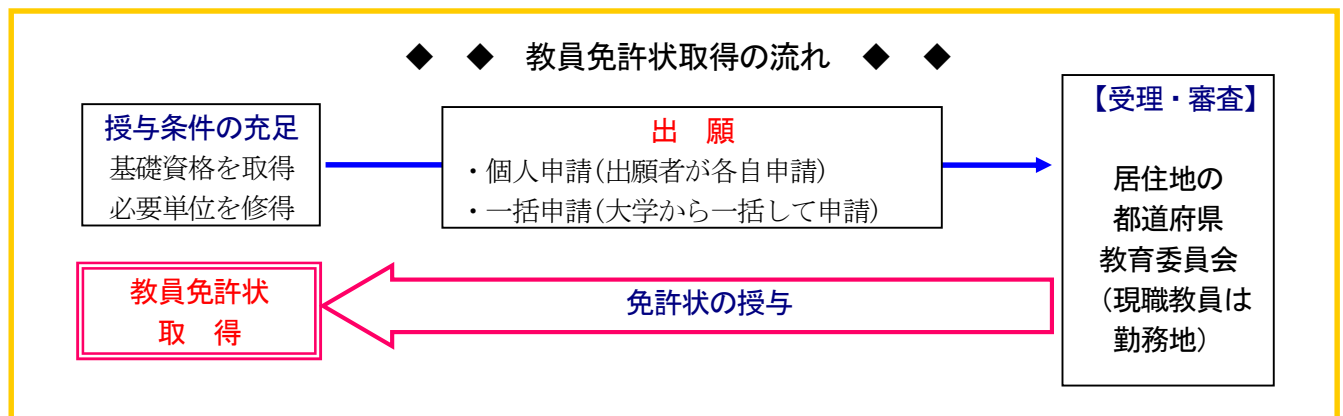 ◆ ◆ 教員免許状取得の流れ ◆ ◆
授与条件の充足
基礎資格を取得
必要単位を修得
出 願
・個人申請(出願者が各自申請)
・一括申請(大学から一括して申請)
【受理・審査】
居住地の
都道府県
教育委員会
（現職教員は
勤務地）
免許状の授与
教員免許状
取 得